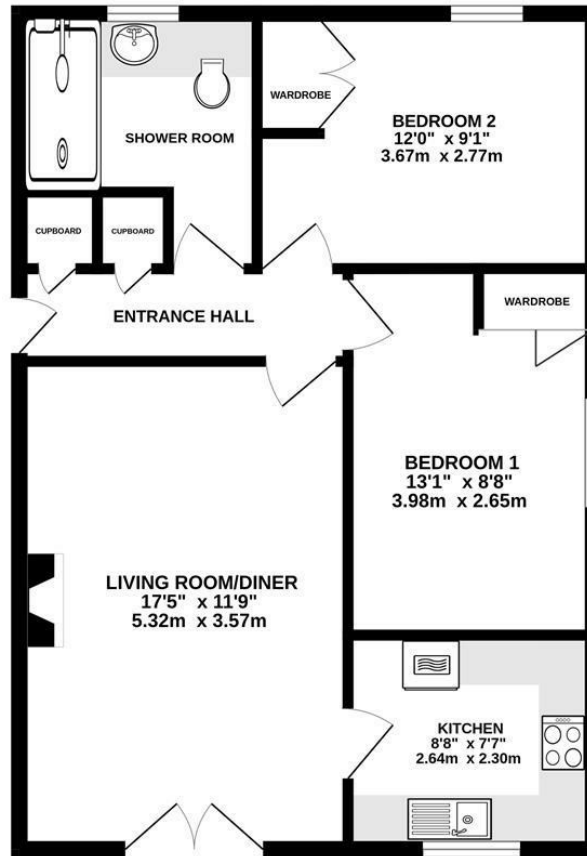 SHOWER ROOM
WARDROBE
BEDROOM 2
12'0" x 9'1"
3.67m x 2.77m
CUPBOARD
CUPBOARD
ENTRANCE HALL
WARDROBE
BEDROOM 1
13'1" x 8'8"
3.98m x 2.65m
LIVING ROOM/DINER
17'5" x 11'9"
5.32m x 3.57m
KITCHEN
8'8" x 7'7"
2.64m x 2.30m